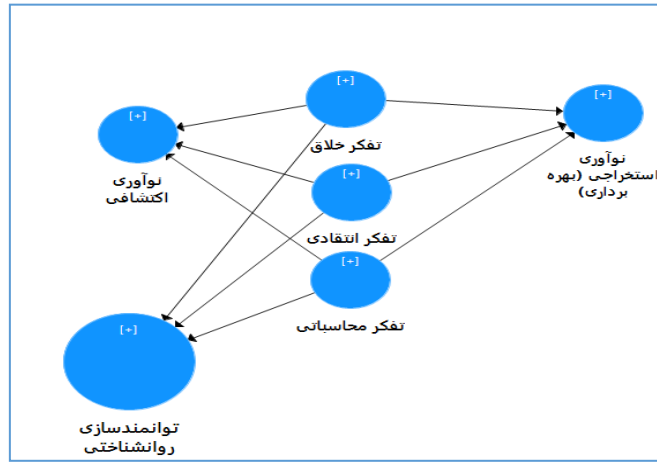 [+]
تفکر خلاق
[+]
نوآوری
اکتشافی
[+]
نوآوری
استخراجی (بهره
برداری)
[+]
تفکر انتقادی
[+]
تفکر محاسباتی
[+]
توانمندسازی
روانشناختی